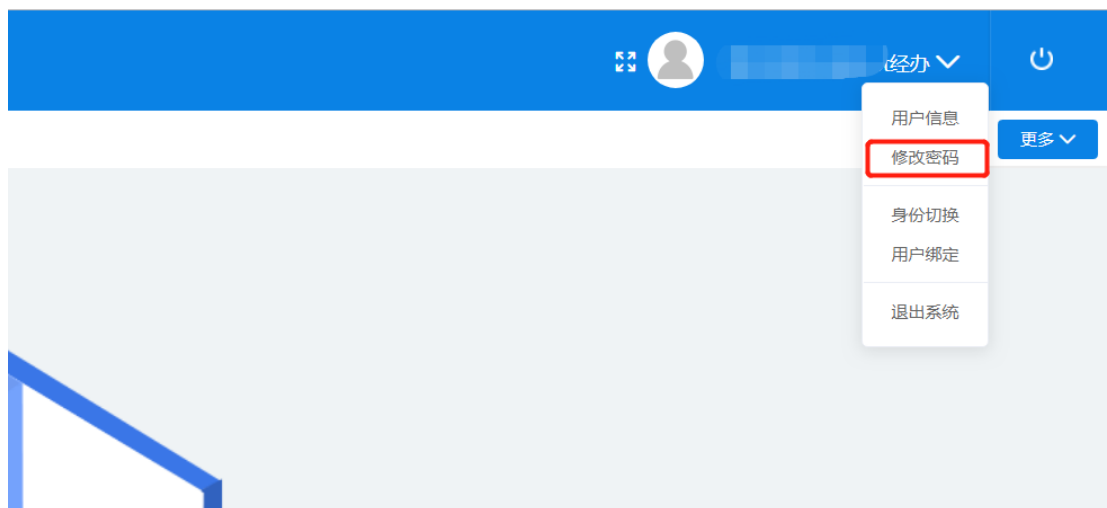 经办
用户信息
更多
修改密码
身份切换
用户绑定
退出系统